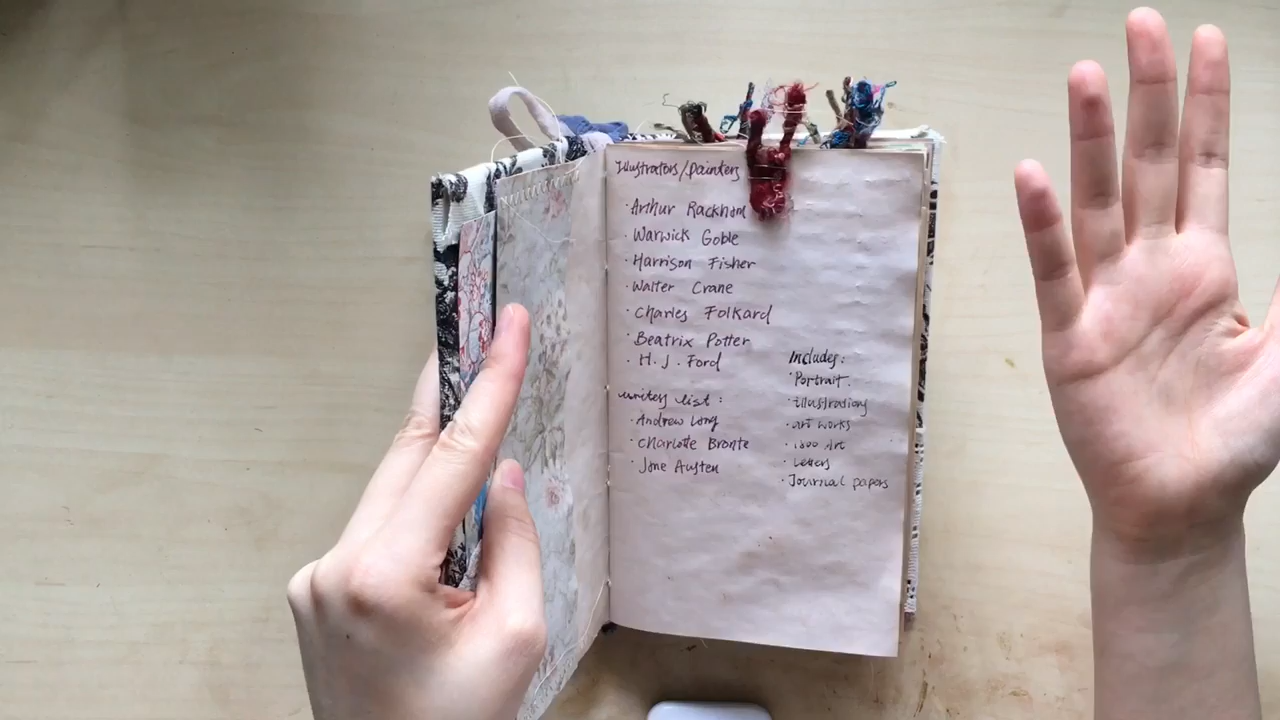 Illustrators/painters
· Arthur Rackham
· Warwick Goble
· Harrison Fisher
· Walter Crane
· Charles Folkard
· Beatrix Potter
· H. J. Ford
writers list :
· Andrew Lang
· Charlotte Bronte
· Jane Austen
Includes :
· Portrait.
· illustrations
· art works
· 1800 art
· Letters
· Journal papers